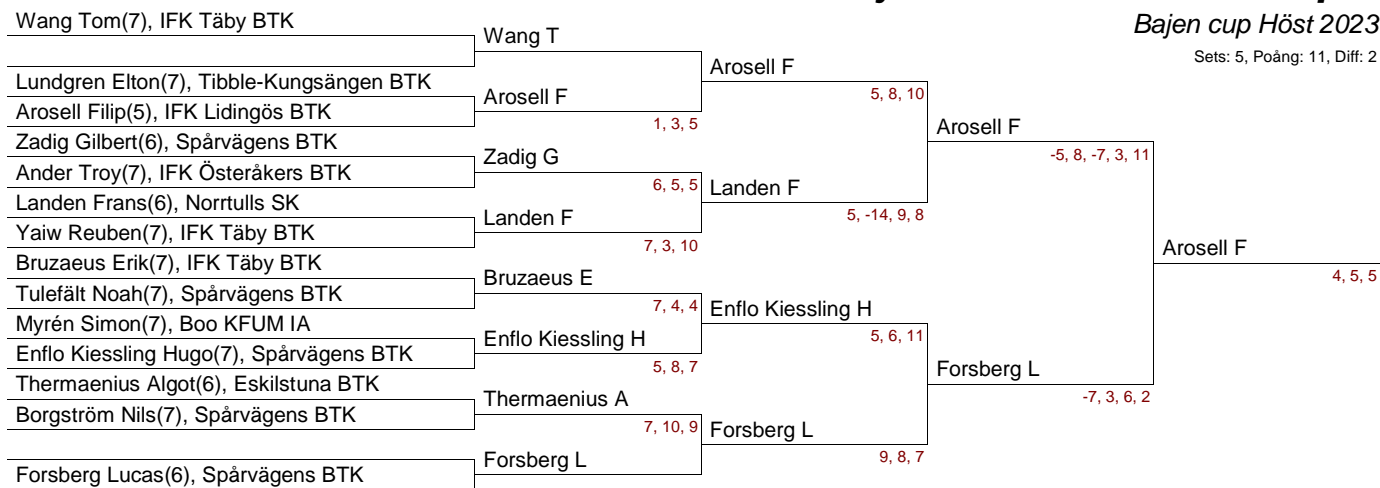 Bajen cup Höst 2023
Sets: 5, Poång: 11, Diff: 2
Wang Tom(7), IFK Täby BTK
Lundgren Elton(7), Tibble-Kungsängen BTK
Arosell Filip(5), IFK Lidingös BTK
Zadig Gilbert(6), Spårvägens BTK
Ander Troy(7), IFK Österåkers BTK
Landen Frans(6), Norrtulls SK
Yaiw Reuben(7), IFK Täby BTK
Bruzaeus Erik(7), IFK Täby BTK
Tulefält Noah(7), Spårvägens BTK
Myrén Simon(7), Boo KFUM IA
Enflo Kiessling Hugo(7), Spårvägens BTK
Thermaenius Algot(6), Eskilstuna BTK
Borgström Nils(7), Spårvägens BTK
Forsberg Lucas(6), Spårvägens BTK
Wang T
Arosell F
1, 3, 5
Zadig G
6, 5, 5
Landen F
7, 3, 10
Bruzaeus E
7, 4, 4
Enflo Kiessling H
5, 8, 7
Thermaenius A
7, 10, 9
Forsberg L
Arosell F
5, 8, 10
Landen F
5, -14, 9, 8
Enflo Kiessling H
5, 6, 11
Forsberg L
9, 8, 7
Arosell F
-5, 8, -7, 3, 11
Forsberg L
-7, 3, 6, 2
Arosell F
4, 5, 5